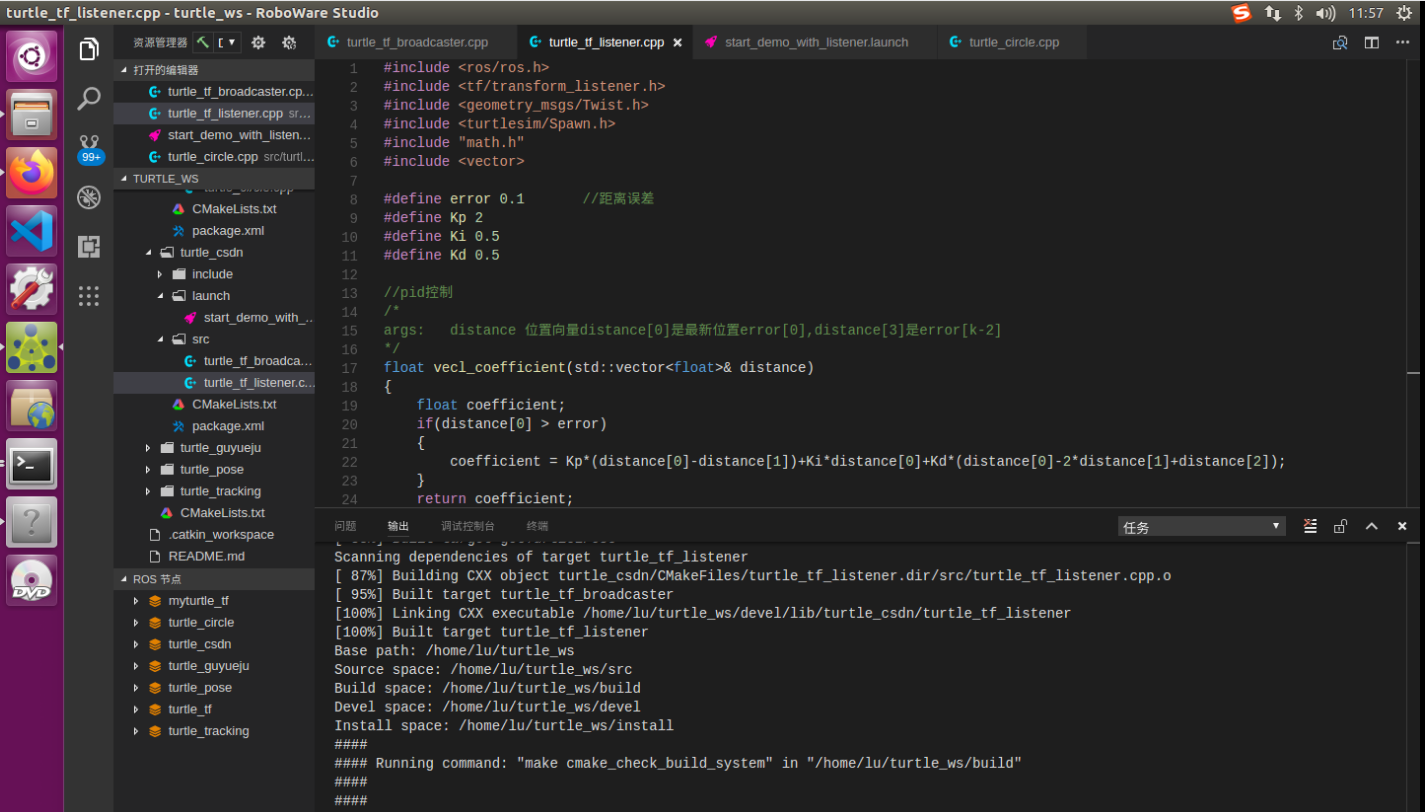 turtle_tf_listener.cpp - turtle_ws - RoboWare Studio
11:57
资源管理器
turtle_tf_broadcaster.cpp
turtle_tf_listener.cpp
start_demo_with_listener.launch
turtle_circle.cpp
打开的编辑器
turtle_tf_broadcaster.cp...
turtle_tf_listener.cpp sr...
start_demo_with_listen...
turtle_circle.cpp src/turtl...
99+
TURTLE_WS
CMakeLists.txt
package.xml
turtle_csdn
include
launch
start_demo_with_...
src
turtle_tf_broadca...
turtle_tf_listener.c...
CMakeLists.txt
package.xml
turtle_guyueju
turtle_pose
turtle_tracking
CMakeLists.txt
.catkin_workspace
README.md
ROS 节点
myturtle_tf
turtle_circle
turtle_csdn
turtle_guyueju
turtle_pose
turtle_tf
turtle_tracking
DVD
1 #include <ros/ros.h>
2 #include <tf/transform_listener.h>
3 #include <geometry_msgs/Twist.h>
4 #include <turtlesim/Spawn.h>
5 #include "math.h"
6 #include <vector>
7
8 #define error 0.1 //距离误差
9 #define Kp 2
10 #define Ki 0.5
11 #define Kd 0.5
12
13 //pid控制
14 /*
15 args: distance 位置向量distance[0]是最新位置error[0],distance[3]是error[k-2]
16 */
17 float vecl_coefficient(std::vector<float>& distance)
18 {
19 float coefficient;
20 if(distance[0] > error)
21 {
22 coefficient = Kp*(distance[0]-distance[1])+Ki*distance[0]+Kd*(distance[0]-2*distance[1]+distance[2]);
23 }
24 return coefficient;
问题 输出 调试控制台 终端
任务
Scanning dependencies of target turtle_tf_listener
[ 87%] Building CXX object turtle_csdn/CMakeFiles/turtle_tf_listener.dir/src/turtle_tf_listener.cpp.o
[ 95%] Built target turtle_tf_broadcaster
[100%] Linking CXX executable /home/lu/turtle_ws/devel/lib/turtle_csdn/turtle_tf_listener
[100%] Built target turtle_tf_listener
Base path: /home/lu/turtle_ws
Source space: /home/lu/turtle_ws/src
Build space: /home/lu/turtle_ws/build
Devel space: /home/lu/turtle_ws/devel
Install space: /home/lu/turtle_ws/install
####
#### Running command: "make cmake_check_build_system" in "/home/lu/turtle_ws/build"
####
####